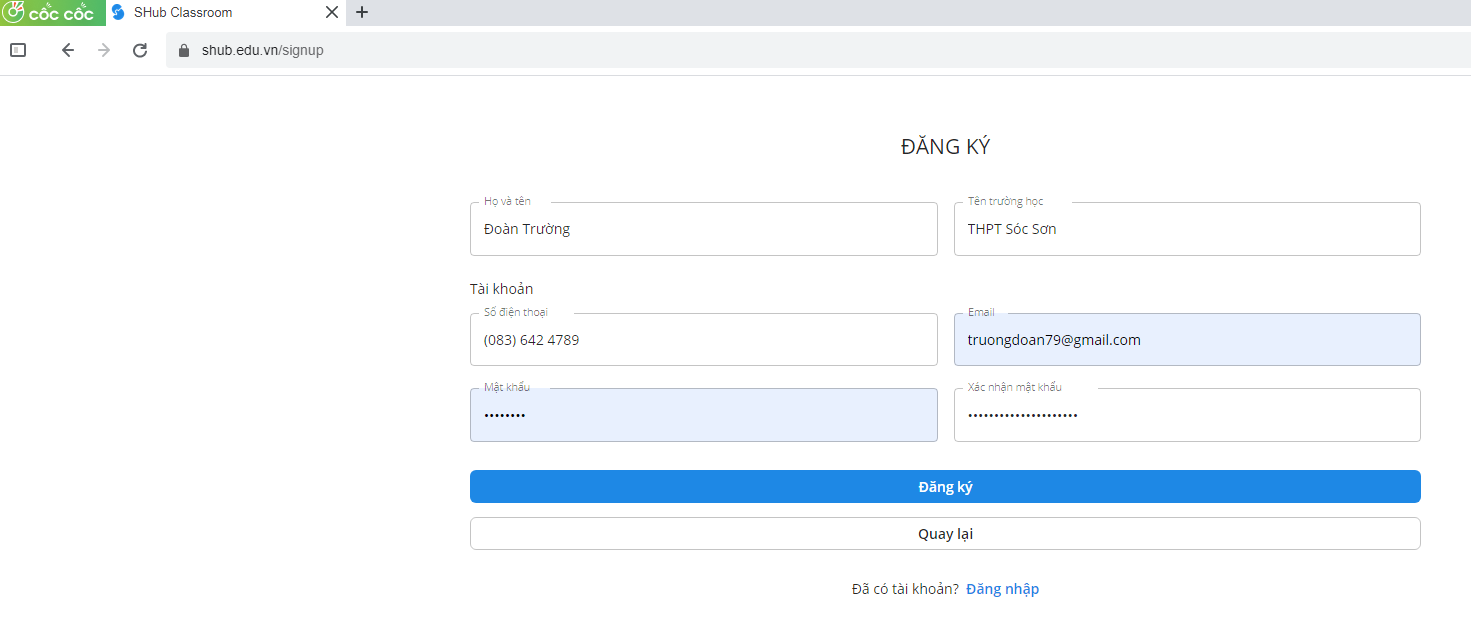 cốc cốc SHub Classroom
shub.edu.vn/signup
ĐĂNG KÝ
Họ và tên Tên trường học
Đoàn Trường THPT Sóc Sơn
Tài khoản
Số điện thoại Email
(083) 642 4789 truongdoan79@gmail.com
Mật khẩu Xác nhận mật khẩu
•••••••• •••••••••••••••••••••
Đăng ký
Quay lại
Đã có tài khoản? Đăng nhập